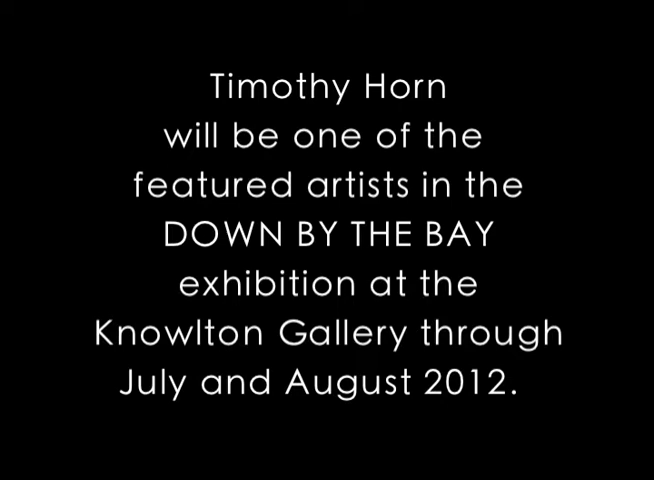 Timothy Horn
will be one of the
featured artists in the
DOWN BY THE BAY
exhibition at the
Knowlton Gallery through
July and August 2012.